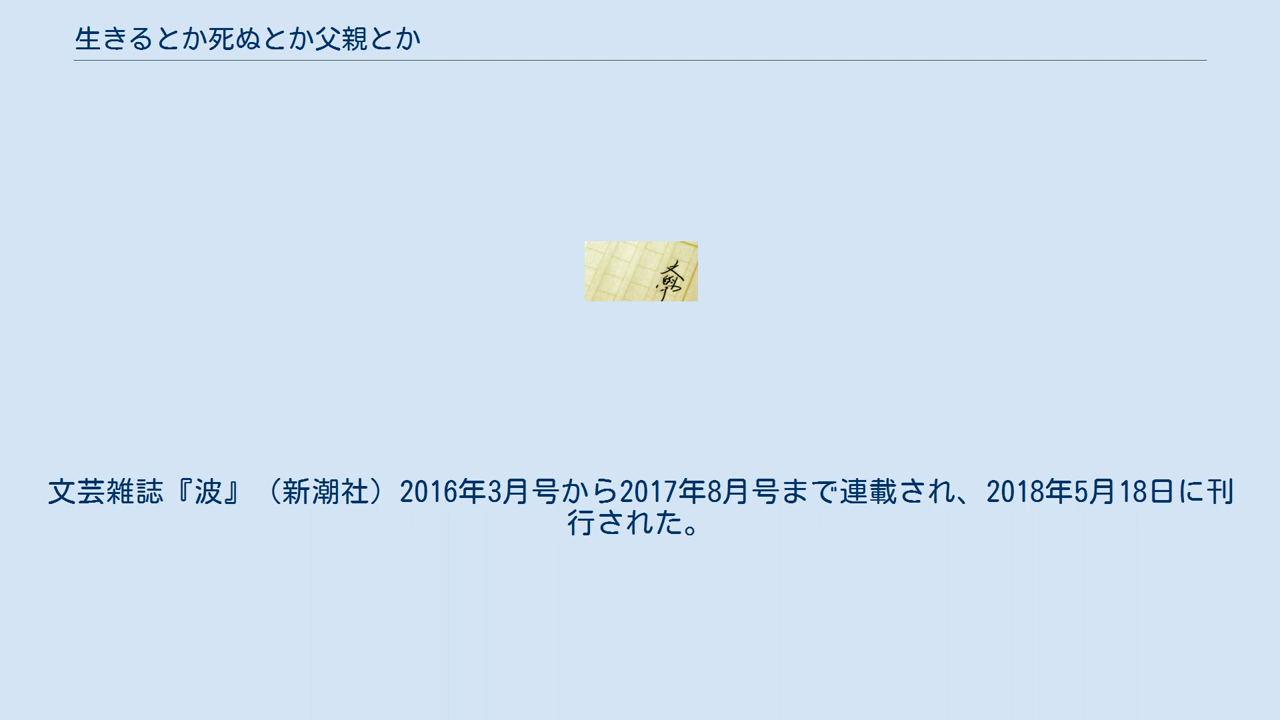 生きるとか死ぬとか父親とか
文芸雑誌『波』（新潮社）2016年3月号から2017年8月号まで連載され、2018年5月18日に刊
行された。